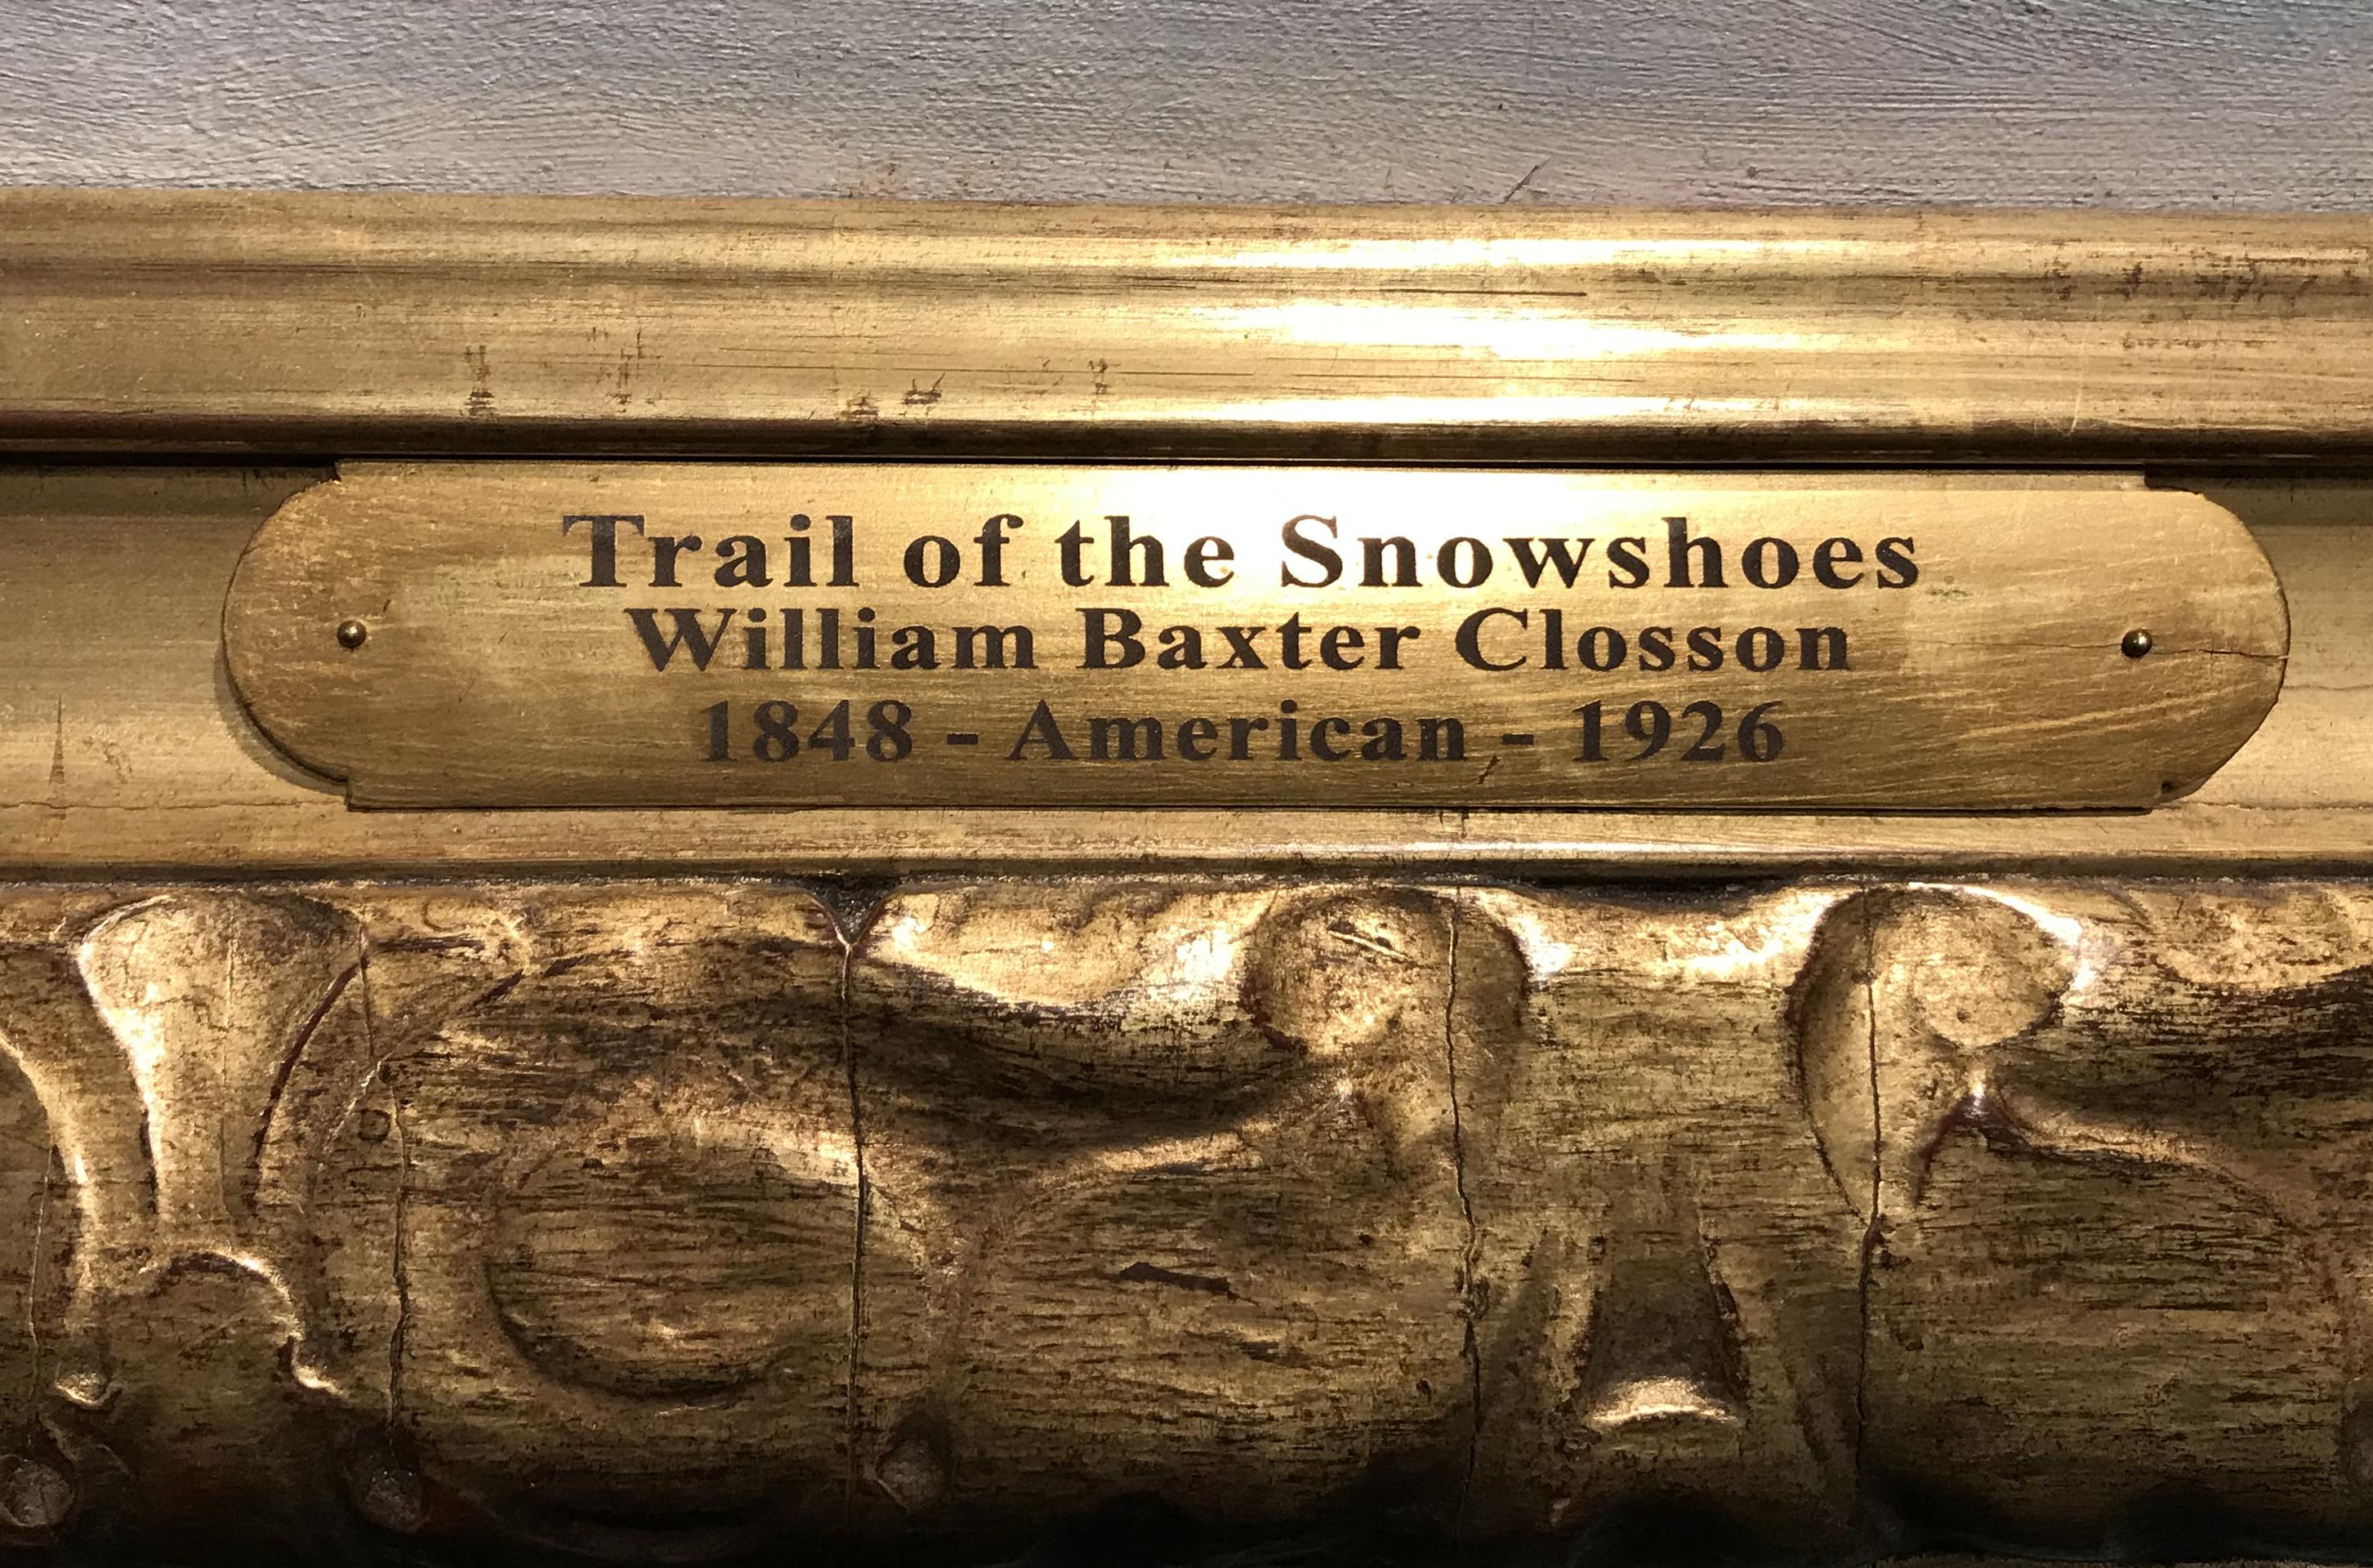 Trail of the Snowshoes
William Baxter Closson
1848 - American - 1926